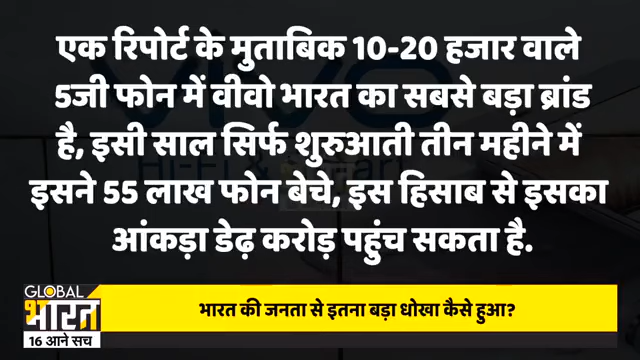 एक रिपोर्ट के मुताबिक 10-20 हजार वाले
5जी फोन में वीवो भारत का सबसे बड़ा ब्रांड
है, इसी साल सिर्फ शुरुआती तीन महीने में
इसने 55 लाख फोन बेचे, इस हिसाब से इसका
आंकड़ा डेढ़ करोड़ पहुंच सकता है.
GLOBAL
भारत
16 आने सच
भारत की जनता से इतना बड़ा धोखा कैसे हुआ?